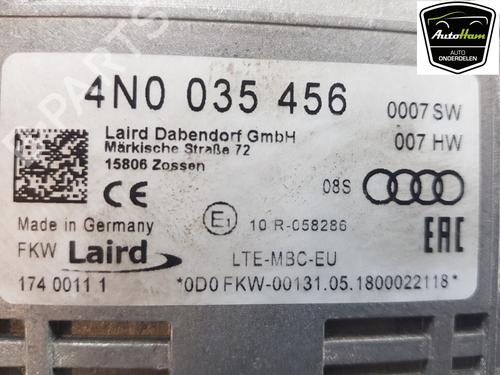 AutoHam
AUTO
ONDERDELEN
4N0 035 456
0007 SW
Laird Dabendorf GmbH
Märkische Straße 72
15806 Zossen
007 HW
CE
08S
Made in Germany
E1
10 R-058286
EAC
FKW Laird
LTE-MBC-EU
174 0011 1
*0D0 FKW-00131.05.1800022118*